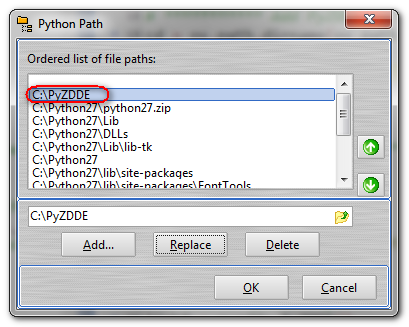 Python Path
Ordered list of file paths:
C:\PyZDDE
C:\Python27\python27.zip
C:\Python27\Lib
C:\Python27\DLLs
C:\Python27\Lib\lib-tk
C:\Python27
C:\Python27\lib\site-packages
C:\Python27\lib\site-packages\FontTools
C:\PyZDDE
Add... Replace Delete
OK Cancel